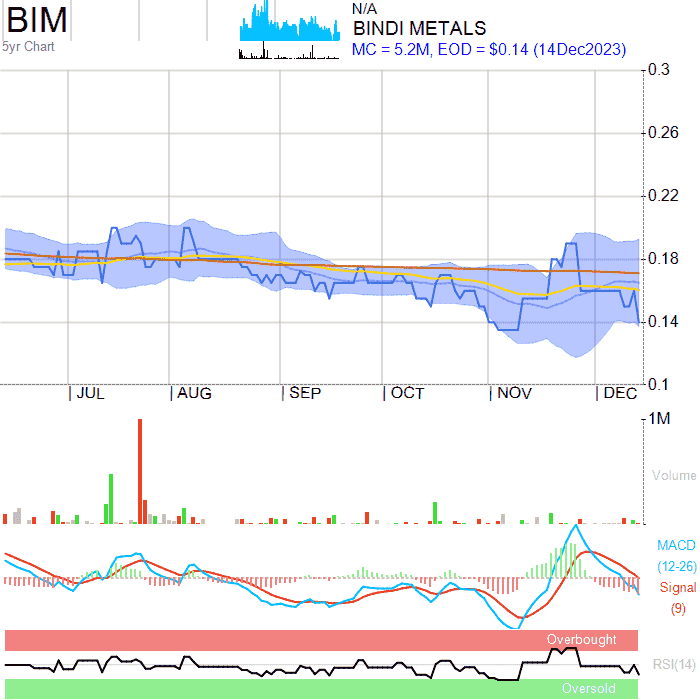 BIM
5yr Chart
N/A
BINDI METALS
MC = 5.2M, EOD = $0.14 (14Dec2023)
0.3
0.26
0.22
0.18
0.14
0.1
JUL AUG SEP OCT NOV DEC
1M
Volume
MACD
(12-26)
Signal
(9)
Overbought
RSI(14)
Oversold